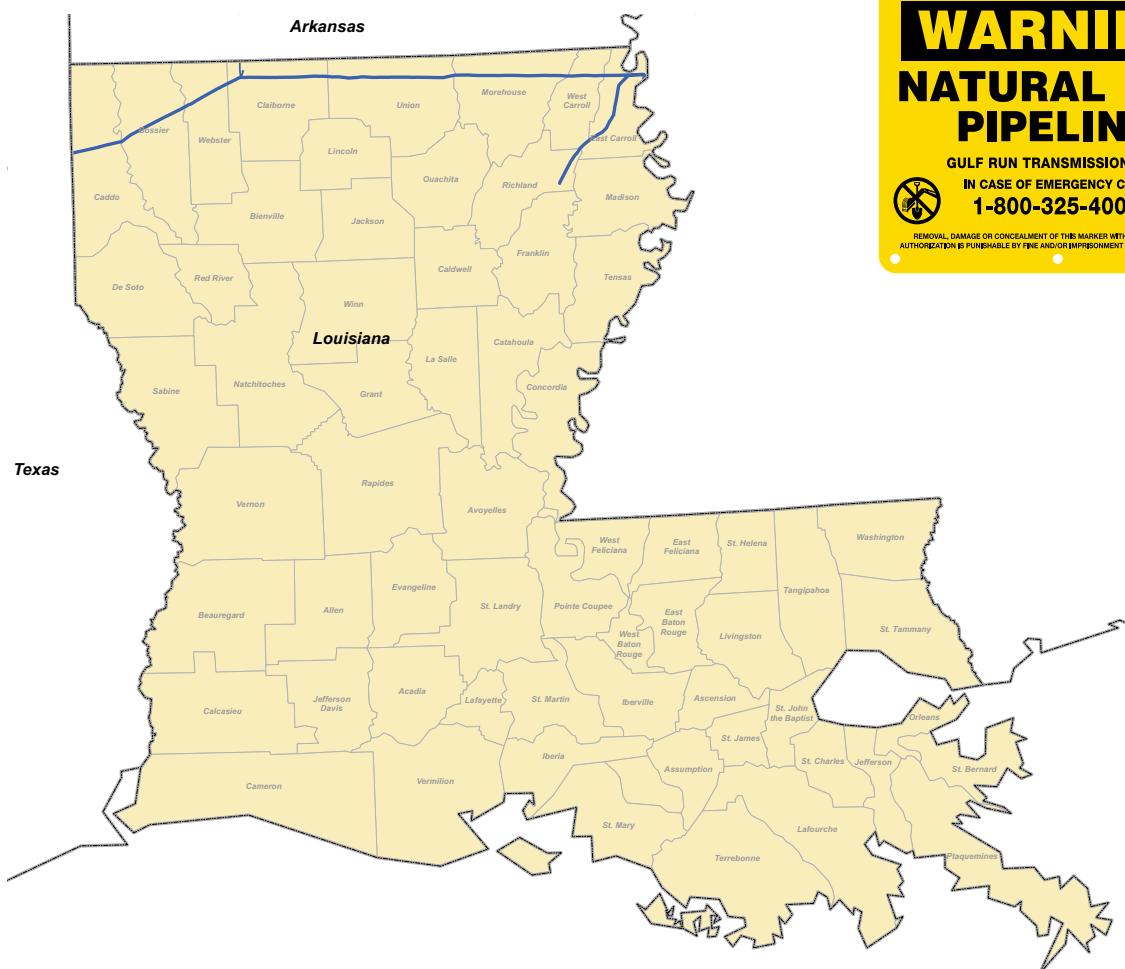 Arkansas
WARNI
NATURAL
PIPELIN
GULF RUN TRANSMISSION
IN CASE OF EMERGENCY C
1-800-325-400
REMOVAL, DAMAGE OR CONCEALMENT OF THIS MARKER WITH
AUTHORIZATION IS PUNISHABLE BY FINE AND/OR IMPRISONMENT
Claiborne
Union
Morehouse
West
Carroll
Bossier
Webster
Lincoln
East Carroll
Caddo
Ouachita
Richland
Madison
Bienville
Jackson
De Soto
Red River
Caldwell
Franklin
Tensas
Winn
Louisiana
La Salle
Catahoula
Sabine
Natchitoches
Grant
Concordia
Texas
Vernon
Rapides
Avoyelles
West
Feliciana
East
Feliciana
St. Helena
Washington
Beauregard
Allen
Evangeline
St. Landry
Pointe Coupee
East
Baton
Rouge
Tangipahoa
West
Baton
Rouge
Livingston
St. Tammany
Calcasieu
Jefferson
Davis
Acadia
Lafayette
St. Martin
Iberville
Ascension
St. John
the Baptist
Orleans
St. James
Cameron
Vermilion
Iberia
Assumption
St. Charles
Jefferson
St. Bernard
St. Mary
Lafourche
Terrebonne
Plaquemines